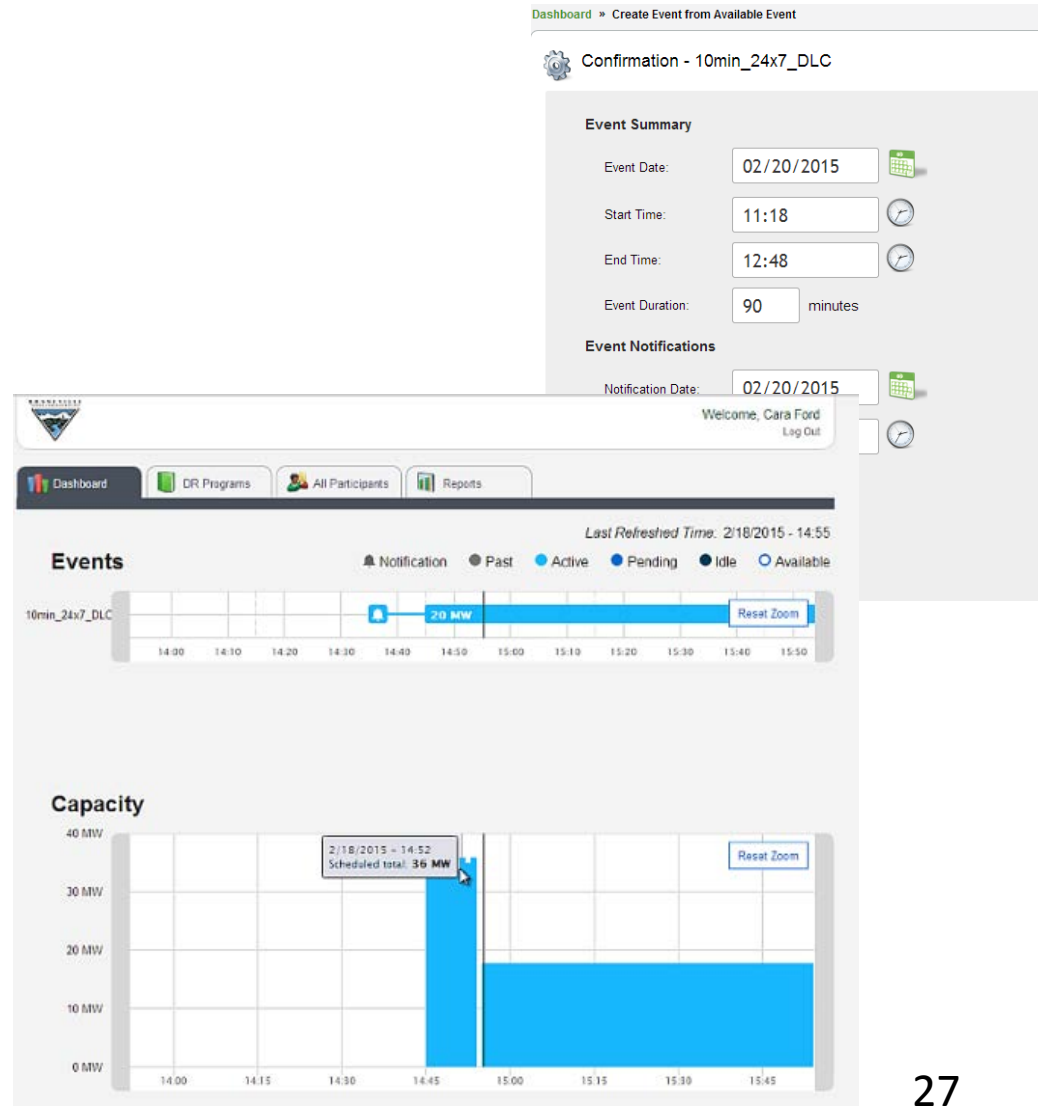 Dashboard » Create Event from Available Event
Confirmation - 10min_24x7_DLC
Event Summary
Event Date: 02/20/2015
Start Time: 11:18
End Time: 12:48
Event Duration: 90 minutes
Event Notifications
Notification Date: 02/20/2015
Welcome, Cara Ford
Log Out
Dashboard DR Programs All Participants Reports
Last Refreshed Time: 2/18/2015 - 14:55
Events Notification Past Active Pending Idle Available
10min_24x7_DLC 20 MW Reset Zoom
14:00 14:10 14:20 14:30 14:40 14:50 15:00 15:10 15:20 15:30 15:40 15:50
Capacity
40 MW
2/18/2015 - 14:52
Scheduled total: 36 MW
Reset Zoom
30 MW
20 MW
10 MW
0 MW
14:00 14:15 14:30 14:45 15:00 15:15 15:30 15:45
27